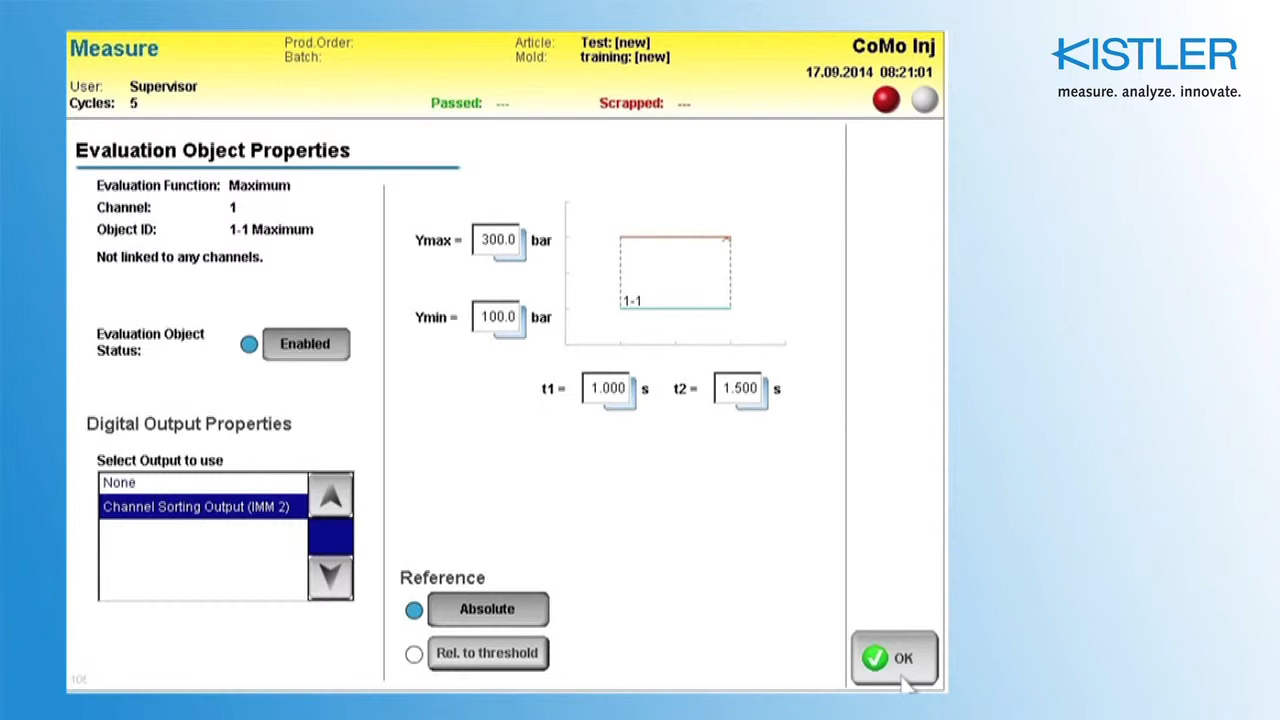 Measure
Prod.Order:
Batch:
Article: Test: [new]
Mold: training: [new]
CoMo Inj
17.09.2014 08:21:01
User: Supervisor
Cycles: 5
Passed: ---
Scrapped: ---
KISTLER
measure. analyze. innovate.
Evaluation Object Properties
Evaluation Function: Maximum
Channel: 1
Object ID: 1-1 Maximum
Not linked to any channels.
Ymax = 300.0 bar
Ymin = 100.0 bar
1-1
Evaluation Object
Status:
Enabled
t1 = 1.000 s t2 = 1.500 s
Digital Output Properties
Select Output to use
None
Channel Sorting Output (IMM 2)
Reference
Absolute
Rel. to threshold
OK